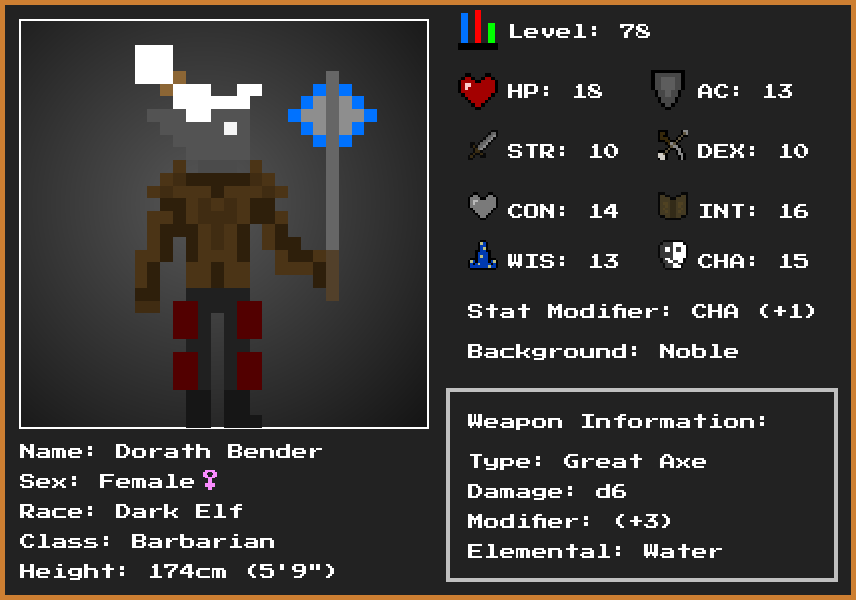 Level: 78
HP: 18 AC: 13
STR: 10 DEX: 10
CON: 14 INT: 16
WIS: 13 CHA: 15
Stat Modifier: CHA (+1)
Background: Noble
Weapon Information:
Type: Great Axe
Damage: d6
Modifier: (+3)
Elemental: Water
Name: Dorath Bender
Sex: Female♀
Race: Dark Elf
Class: Barbarian
Height: 174cm (5'9")